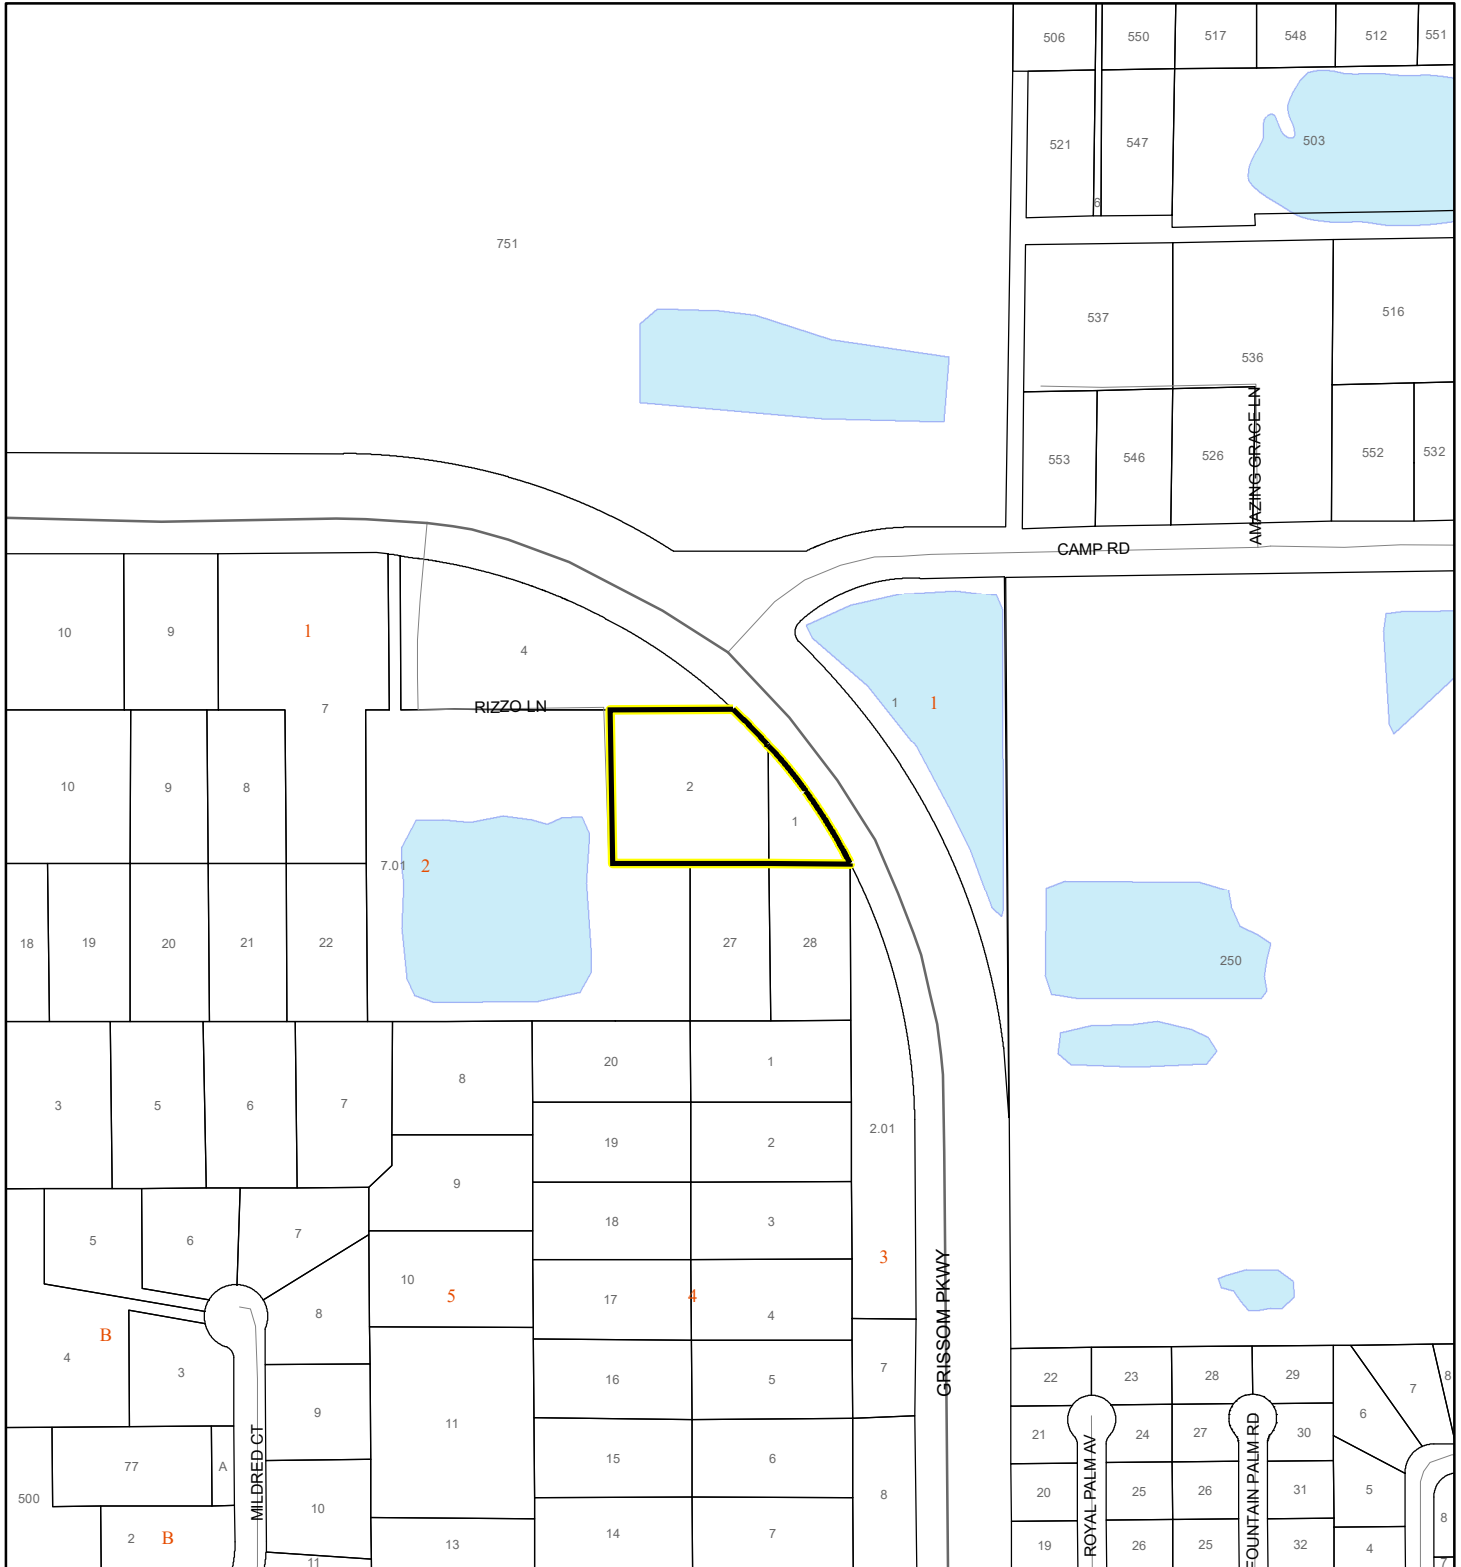 506 550 517 548 512 551
521 547 503
6
751
537 536 516
553 546 526 AMAZING GRACE LN 552 532
CAMP RD
10 9 1 4
7
RIZZO LN
1 1
10 9 8 2 1
7.01 2
18 19 20 21 22 27 28
250
3 5 6 7 8 20 1
19 2 2.01
9
18 3
5 6 7
3
10 5 17 4 4
8
B
4 3
GRISSOM PKWY
16 5 7
22 23 28 29 7 8
9 11
6
21 24 27 30
MILDRED CT
ROYAL PALM AV
FOUNTAIN PALM RD
77 A 15 6
500 10 8
20 25 26 31 5
8
2 B 14 7
13 19 26 25 32 4
11
7